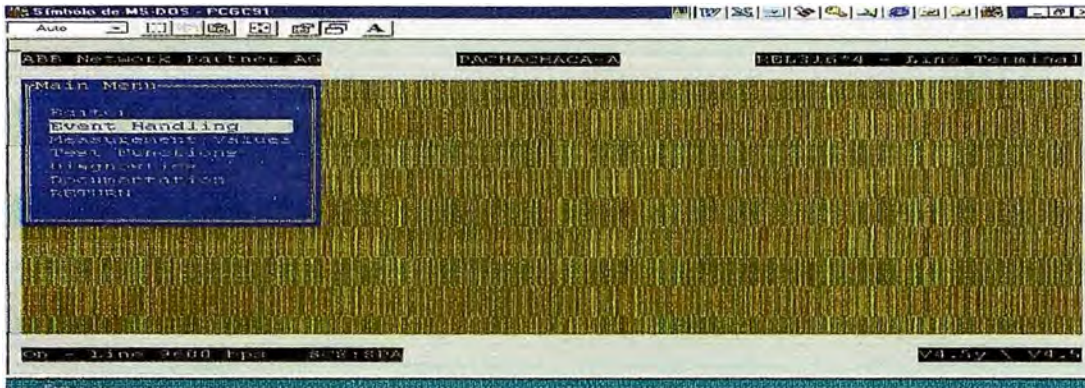 Símbolo de MS-DOS - PCGC91
Auto
A
ABB Network Partner AG PACHACHACA-A REL316*4 - Line Terminal
Main Menu
Editor
Event Handling
Measurement Values
Test Functions
Diagnostics
Documentation
RETURN
On - Line 9600 bps SCS:SPA V4.5y \ V4.5